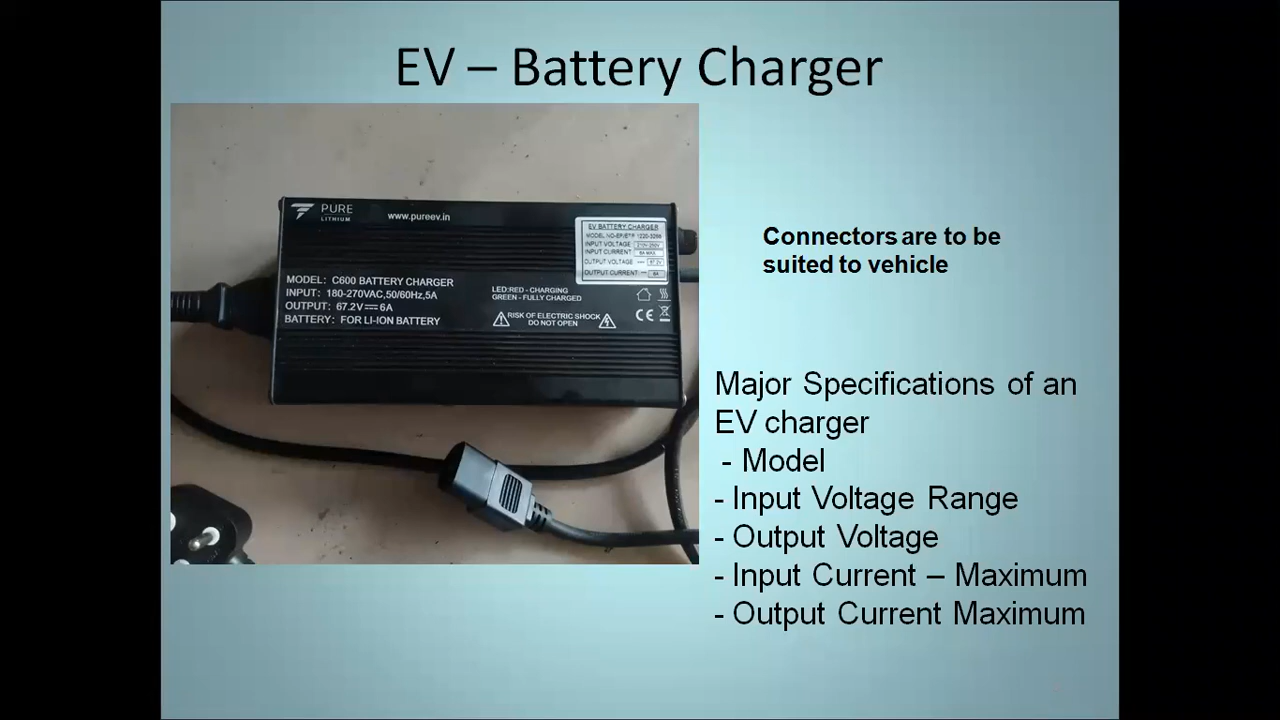 EV – Battery Charger
PURE
LITHIUM
www.pureev.in
EV BATTERY CHARGER
INPUT VOLTAGE
INPUT CURRENT
OUTPUT VOLTAGE 67.2V
OUTPUT CURRENT 6A
MODEL: C600 BATTERY CHARGER
INPUT: 180-270VAC,50/60Hz,5A
OUTPUT: 67.2V⎓6A
BATTERY: FOR LI-ION BATTERY
LED:RED - CHARGING
GREEN - FULLY CHARGED
RISK OF ELECTRIC SHOCK
DO NOT OPEN
CE
Connectors are to be
suited to vehicle
Major Specifications of an
EV charger
- Model
- Input Voltage Range
- Output Voltage
- Input Current – Maximum
- Output Current Maximum